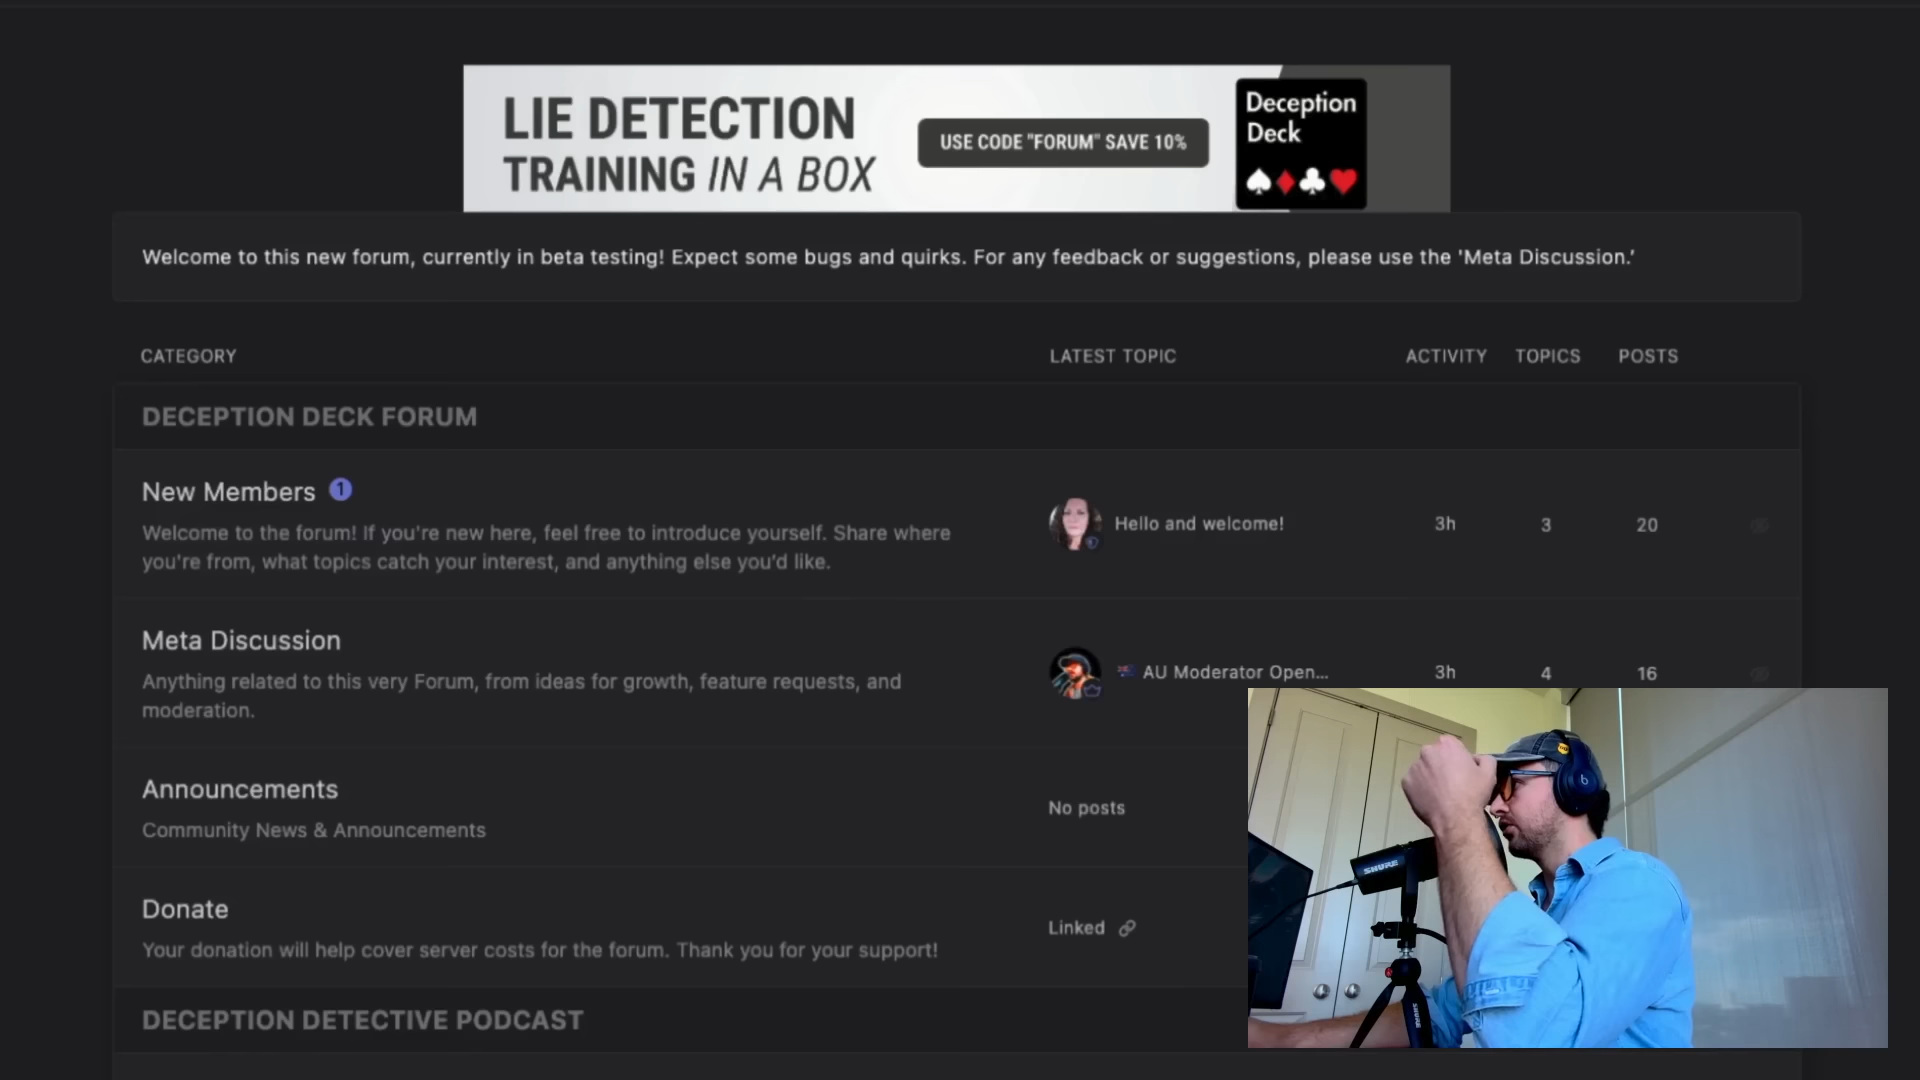 LIE DETECTION
TRAINING IN A BOX
USE CODE "FORUM" SAVE 10%
Deception
Deck
Welcome to this new forum, currently in beta testing! Expect some bugs and quirks. For any feedback or suggestions, please use the 'Meta Discussion.'
CATEGORY LATEST TOPIC ACTIVITY TOPICS POSTS
DECEPTION DECK FORUM
New Members 1
Welcome to the forum! If you're new here, feel free to introduce yourself. Share where
you're from, what topics catch your interest, and anything else you'd like.
Hello and welcome! 3h 3 20
Meta Discussion
Anything related to this very Forum, from ideas for growth, feature requests, and
moderation.
AU Moderator Open... 3h 4 16
Announcements
Community News & Announcements
No posts
Donate
Your donation will help cover server costs for the forum. Thank you for your support!
Linked
DECEPTION DETECTIVE PODCAST
SHURE
SHURE